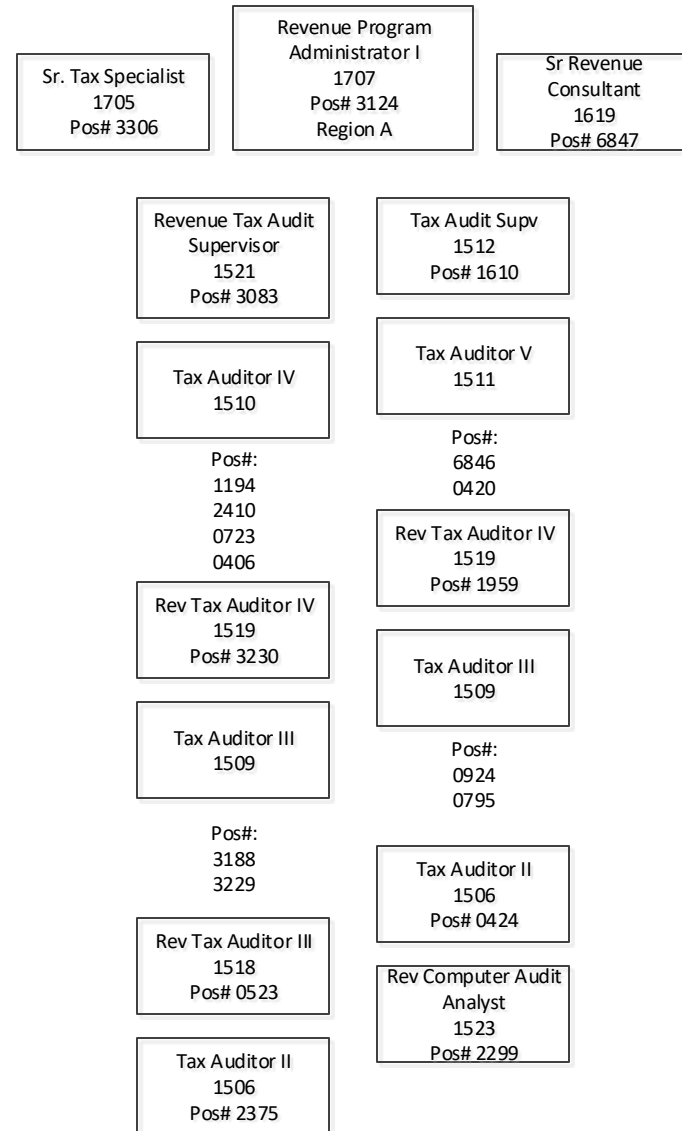 Revenue Program
Administrator I
1707
Pos# 3124
Region A
Sr. Tax Specialist
1705
Pos# 3306
Sr Revenue
Consultant
1619
Pos# 6847
Revenue Tax Audit
Supervisor
1521
Pos# 3083
Tax Auditor IV
1510
Pos#:
1194
2410
0723
0406
Rev Tax Auditor IV
1519
Pos# 3230
Tax Auditor III
1509
Pos#:
3188
3229
Rev Tax Auditor III
1518
Pos# 0523
Tax Auditor II
1506
Pos# 2375
Tax Audit Supv
1512
Pos# 1610
Tax Auditor V
1511
Pos#:
6846
0420
Rev Tax Auditor IV
1519
Pos# 1959
Tax Auditor III
1509
Pos#:
0924
0795
Tax Auditor II
1506
Pos# 0424
Rev Computer Audit
Analyst
1523
Pos# 2299